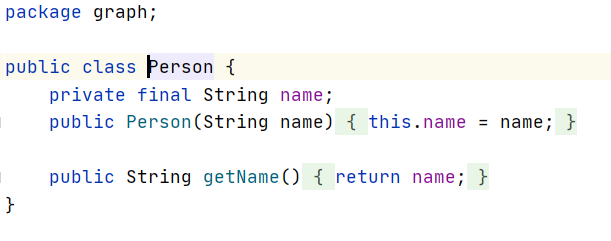 package graph;
public class Person {
private final String name;
public Person(String name) { this.name = name; }
public String getName() { return name; }
}